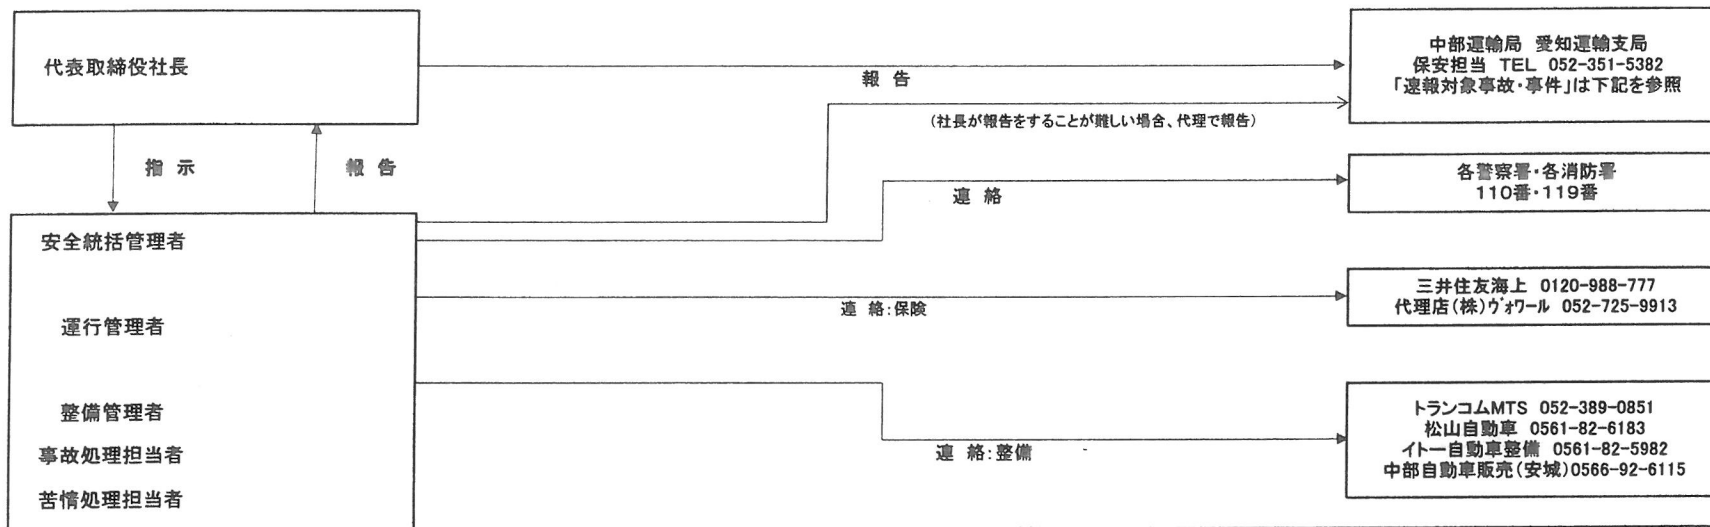 代表取締役社長
報 告
中部運輸局 愛知運輸支局
保安担当 TEL 052-351-5382
「速報対象事故・事件」は下記を参照
(社長が報告をすることが難しい場合、代理で報告)
指 示
報 告
連 絡
各警察署・各消防署
110番・119番
安全統括管理者
運行管理者
整備管理者
事故処理担当者
苦情処理担当者
連 絡:保険
三井住友海上 0120-988-777
代理店(株)ヴォワール 052-725-9913
連 絡:整備
トランコムMTS 052-389-0851
松山自動車 0561-82-6183
イトー自動車整備 0561-82-5982
中部自動車販売(安城)0566-92-6115